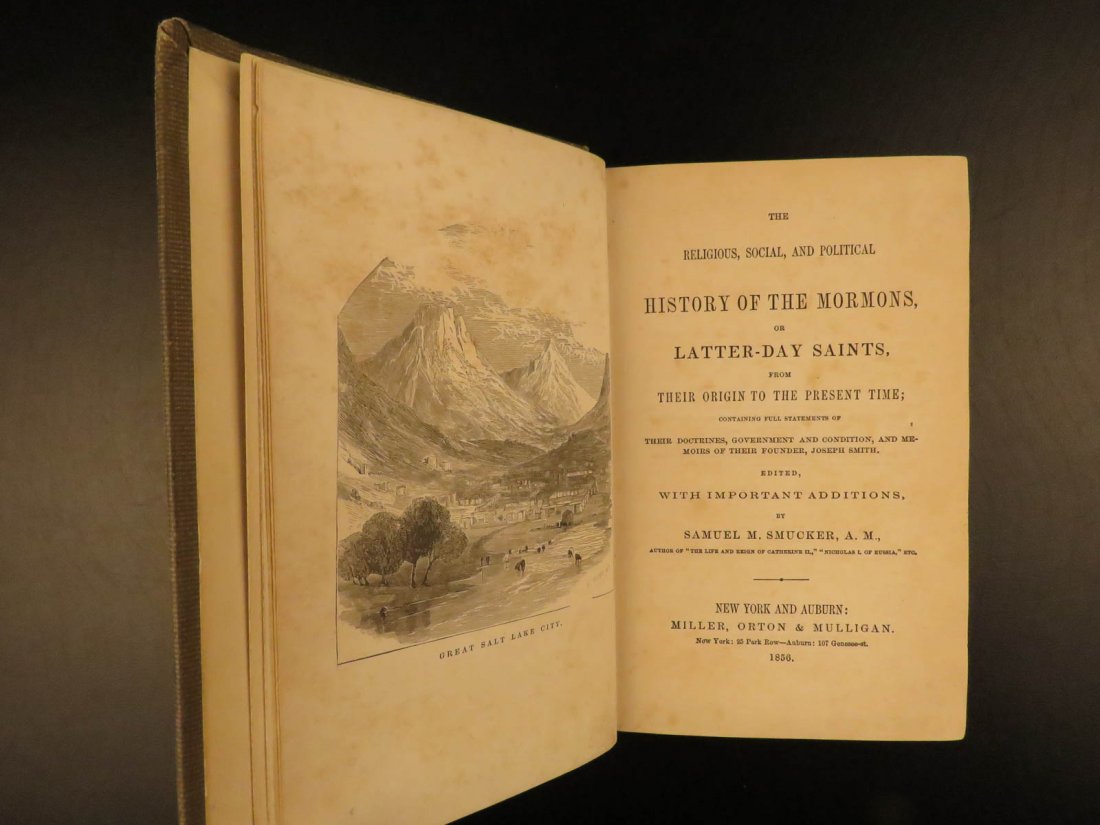 GREAT SALT LAKE CITY.
THE
RELIGIOUS, SOCIAL, AND POLITICAL
HISTORY OF THE MORMONS,
OR
LATTER-DAY SAINTS,
FROM
THEIR ORIGIN TO THE PRESENT TIME;
CONTAINING FULL STATEMENTS OF
THEIR DOCTRINES, GOVERNMENT AND CONDITION, AND ME-
MOIRS OF THEIR FOUNDER, JOSEPH SMITH.
EDITED,
WITH IMPORTANT ADDITIONS,
BY
SAMUEL M. SMUCKER, A. M.,
AUTHOR OF "THE LIFE AND REIGN OF CATHERINE II.," "NICHOLAS I. OF RUSSIA," ETC.
NEW YORK AND AUBURN:
MILLER, ORTON & MULLIGAN.
New York: 25 Park Row—Auburn: 107 Genesee-st.
1856.